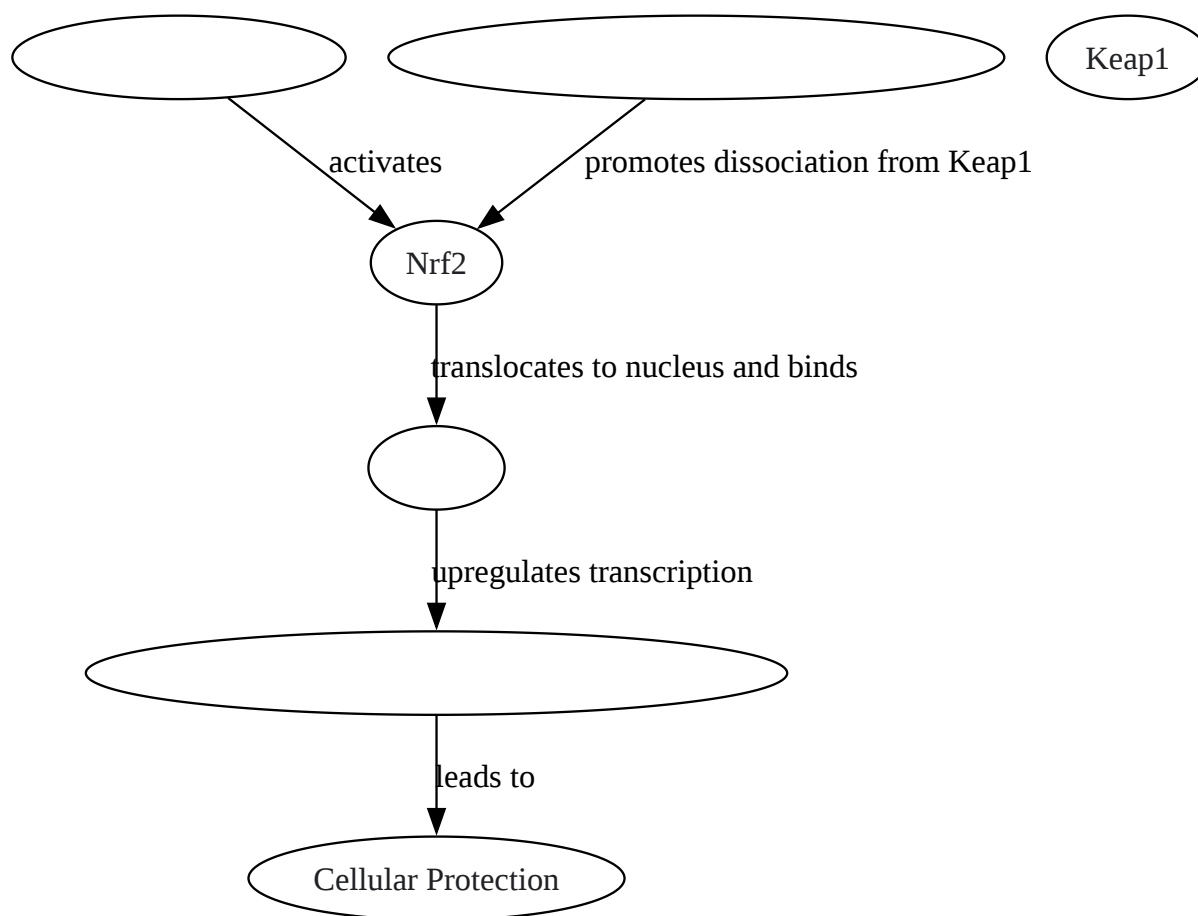 Keap1
activates
promotes dissociation from Keap1
Nrf2
translocates to nucleus and binds
upregulates transcription
leads to
Cellular Protection